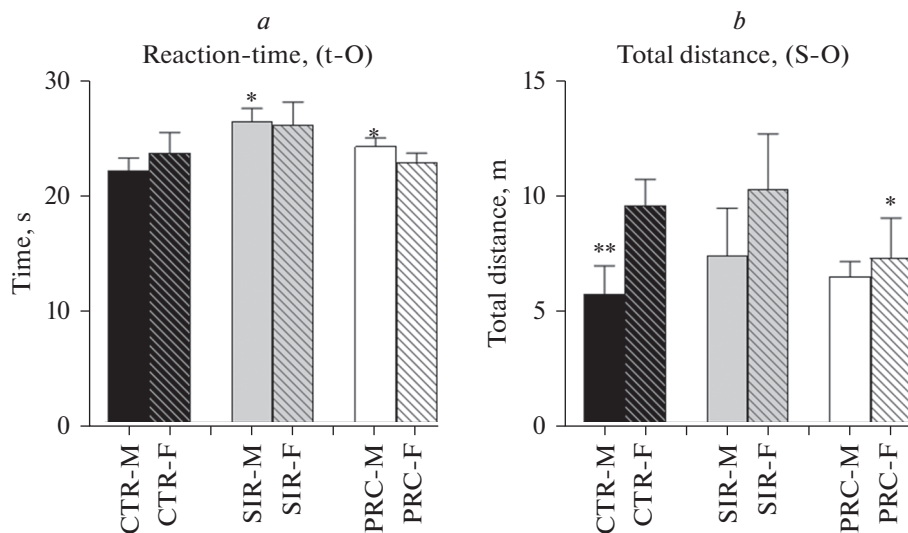 a
Reaction-time, (t-O)
30
20
10
0
Time, s
*
*
CTR-M
CTR-F
SIR-M
SIR-F
PRC-M
PRC-F
b
Total distance, (S-O)
15
10
5
0
Total distance, m
**
*
CTR-M
CTR-F
SIR-M
SIR-F
PRC-M
PRC-F